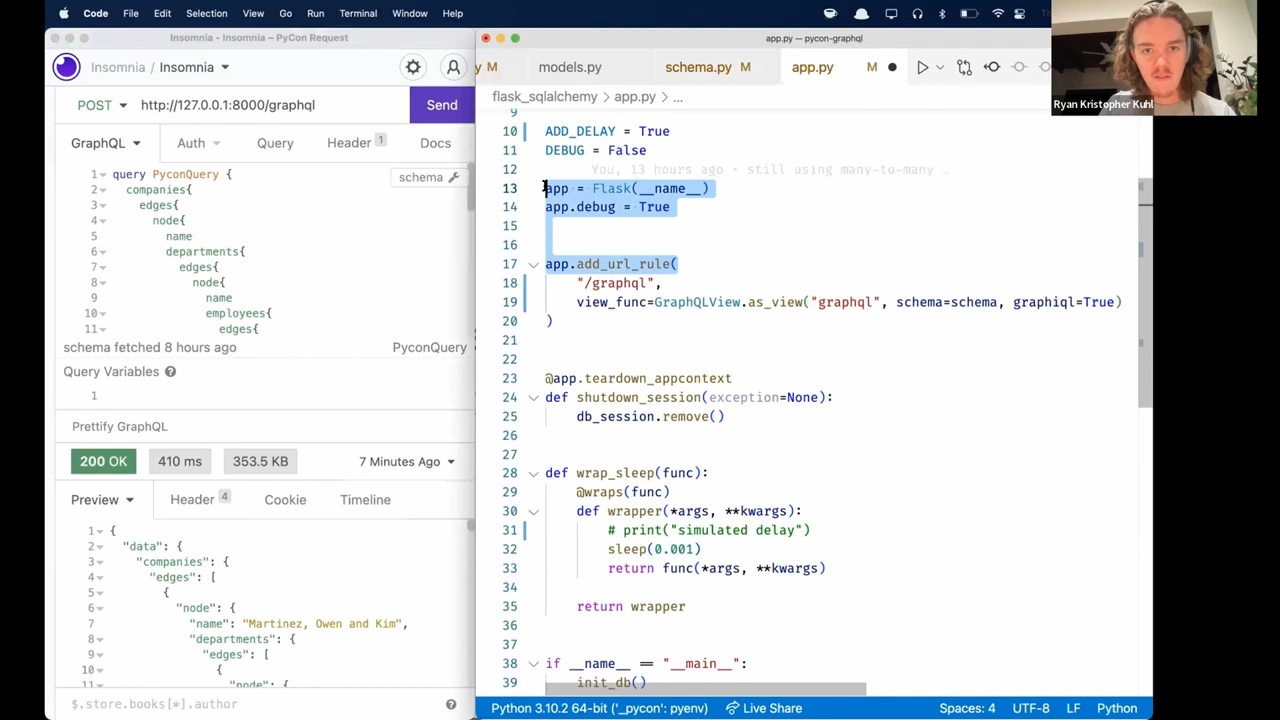 Code File Edit Selection View Go Run Terminal Window Help
Insomnia - Insomnia – PyCon Request
Insomnia / Insomnia
POST http://127.0.0.1:8000/graphql Send
GraphQL Auth Query Header 1 Docs
schema
1 query PyconQuery {
2 companies{
3 edges{
4 node{
5 name
6 departments{
7 edges{
8 node{
9 name
10 employees{
11 edges{
schema fetched 8 hours ago PyconQuery
Query Variables
1
Prettify GraphQL
200 OK 410 ms 353.5 KB 7 Minutes Ago
Preview Header 4 Cookie Timeline
1 {
2 "data": {
3 "companies": {
4 "edges": [
5 {
6 "node": {
7 "name": "Martinez, Owen and Kim",
8 "departments": {
9 "edges": [
10 {
11 "node": {
$.store.books[*].author
app.py — pycon-graphql
y M models.py schema.py M app.py M
flask_sqlalchemy > app.py > ...
9
10 ADD_DELAY = True
11 DEBUG = False
12 You, 13 hours ago • still using many-to-many …
13 app = Flask(__name__)
14 app.debug = True
15
16
17 app.add_url_rule(
18 "/graphql",
19 view_func=GraphQLView.as_view("graphql", schema=schema, graphiql=True)
20 )
21
22
23 @app.teardown_appcontext
24 def shutdown_session(exception=None):
25 db_session.remove()
26
27
28 def wrap_sleep(func):
29 @wraps(func)
30 def wrapper(*args, **kwargs):
31 # print("simulated delay")
32 sleep(0.001)
33 return func(*args, **kwargs)
34
35 return wrapper
36
37
38 if __name__ == "__main__":
39 init_db()
Python 3.10.2 64-bit ('_pycon': pyenv) Live Share Spaces: 4 UTF-8 LF Python
Ryan Kristopher Kuhl